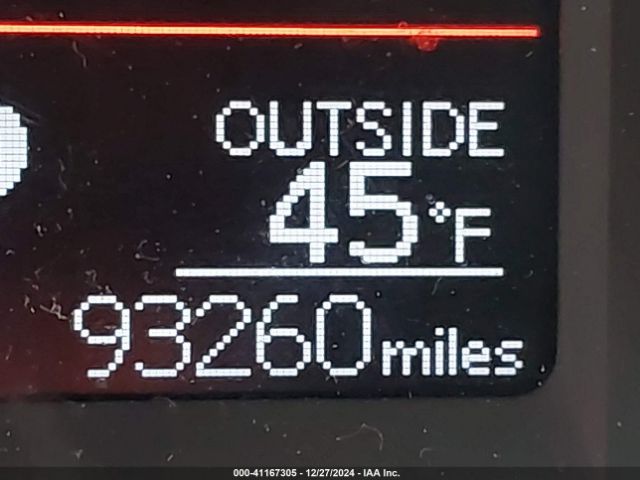 OUTSIDE
45°F
93260 miles
000-41167305 - 12/27/2024 - IAA Inc.